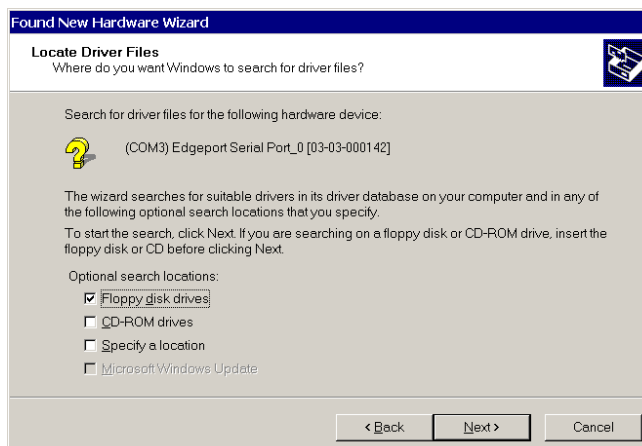 Found New Hardware Wizard
Locate Driver Files
Where do you want Windows to search for driver files?
Search for driver files for the following hardware device:
(COM3) Edgeport Serial Port_0 [03-03-000142]
The wizard searches for suitable drivers in its driver database on your computer and in any of
the following optional search locations that you specify.
To start the search, click Next. If you are searching on a floppy disk or CD-ROM drive, insert the
floppy disk or CD before clicking Next.
Optional search locations:
Floppy disk drives
CD-ROM drives
Specify a location
Microsoft Windows Update
< Back
Next >
Cancel